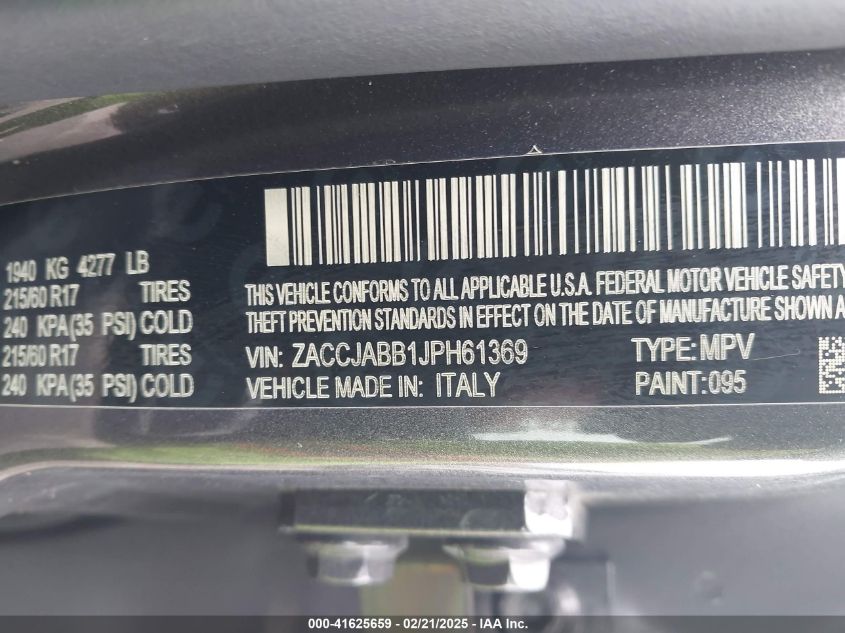 1940 KG 4277 LB
215/60 R17 TIRES
240 KPA(35 PSI) COLD
215/60 R17 TIRES
240 KPA(35 PSI) COLD
THIS VEHICLE CONFORMS TO ALL APPLICABLE U.S.A. FEDERAL MOTOR VEHICLE SAFETY
THEFT PREVENTION STANDARDS IN EFFECT ON THE DATE OF MANUFACTURE SHOWN A
VIN: ZACCJABB1JPH61369 TYPE: MPV
VEHICLE MADE IN: ITALY PAINT:095
000-41625659 - 02/21/2025 - IAA Inc.